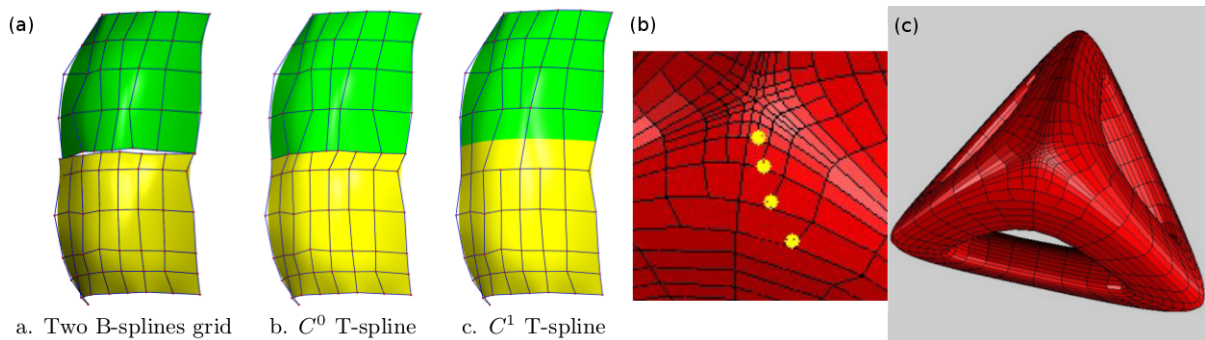 (a)
(b)
(c)
a. Two B-splines grid
b. C⁰ T-spline
c. C¹ T-spline